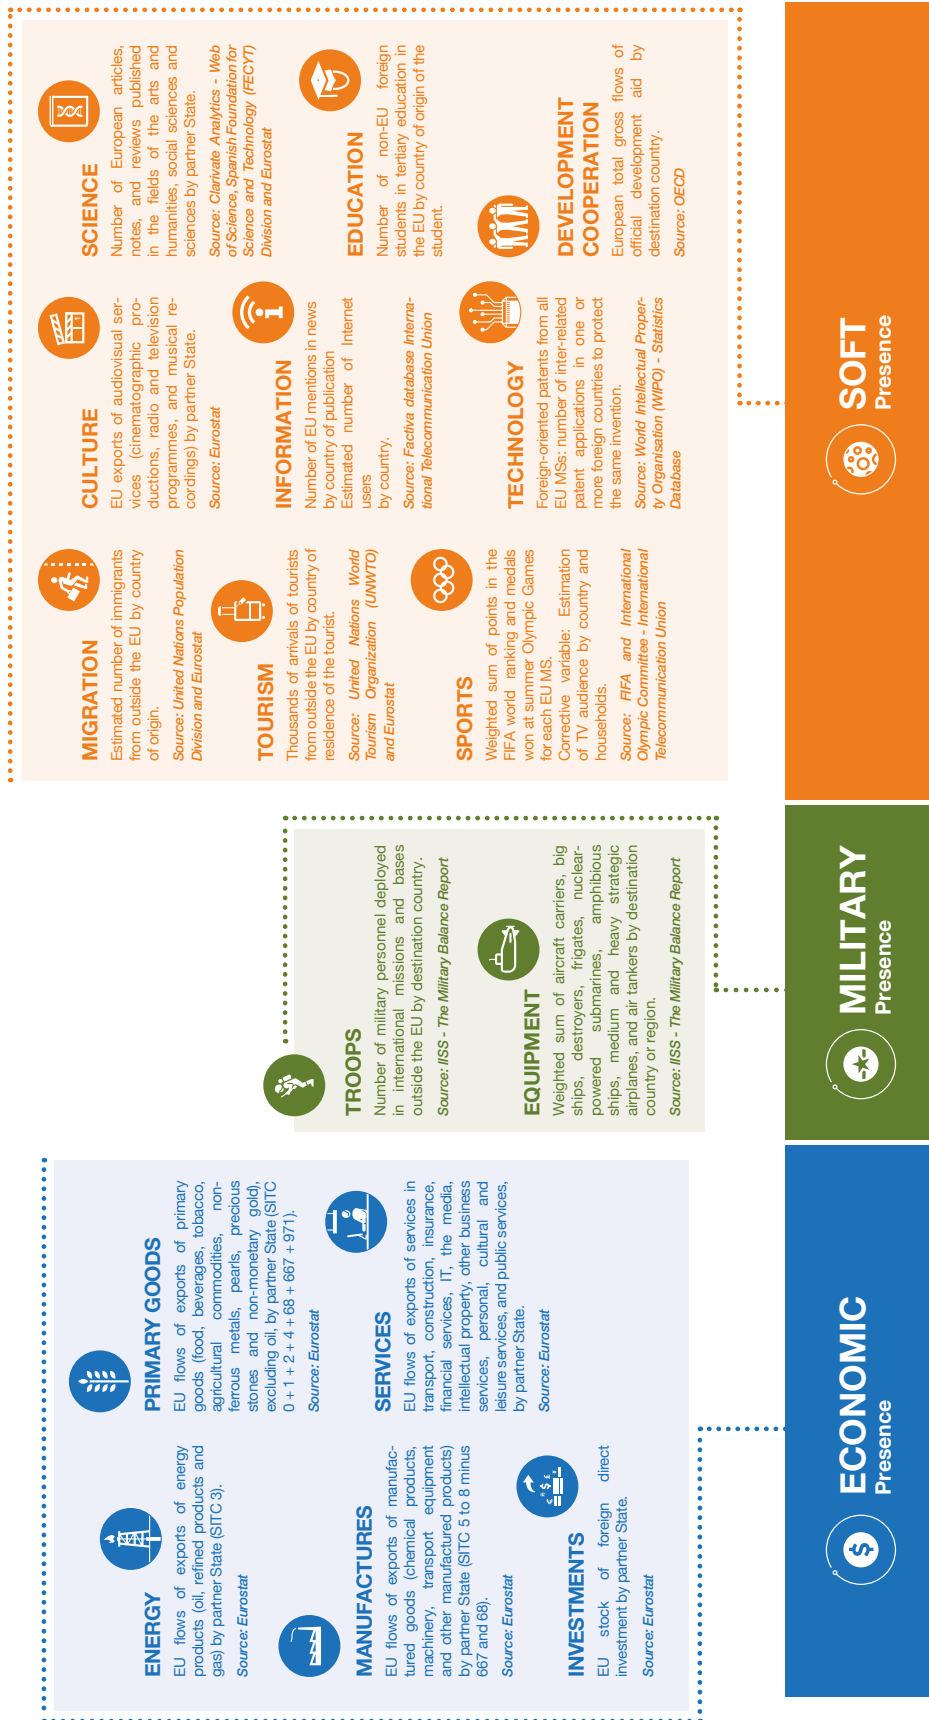 ECONOMIC
Presence
ENERGY
EU flows of exports of energy
products (oil, refined products and
gas) by partner State (SITC 3).
Source: Eurostat
PRIMARY GOODS
EU flows of exports of primary
goods (food, beverages, tobacco,
agricultural commodities, non-
ferrous metals, pearls, precious
stones and non-monetary gold),
excluding oil, by partner State (SITC
0 + 1 + 2 + 4 + 68 + 667 + 971).
Source: Eurostat
MANUFACTURES
EU flows of exports of manufac-
tured goods (chemical products,
machinery, transport equipment
and other manufactured products)
by partner State (SITC 5 to 8 minus
667 and 68).
Source: Eurostat
SERVICES
EU flows of exports of services in
transport, construction, insurance,
financial services, IT, the media,
intellectual property, other business
services, personal, cultural and
leisure services, and public services,
by partner State.
Source: Eurostat
INVESTMENTS
EU stock of foreign direct
investment by partner State.
Source: Eurostat
MILITARY
Presence
TROOPS
Number of military personnel deployed
in international missions and bases
outside the EU by destination country.
Source: IISS - The Military Balance Report
EQUIPMENT
Weighted sum of aircraft carriers, big
ships, destroyers, frigates, nuclear-
powered submarines, amphibious
ships, medium and heavy strategic
airplanes, and air tankers by destination
country or region.
Source: IISS - The Military Balance Report
SOFT
Presence
MIGRATION
Estimated number of immigrants
from outside the EU by country
of origin.
Source: United Nations Population
Division and Eurostat
CULTURE
EU exports of audiovisual ser-
vices (cinematographic pro-
ductions, radio and television
programmes, and musical re-
cordings) by partner State.
Source: Eurostat
SCIENCE
Number of European articles,
notes, and reviews published
in the fields of the arts and
humanities, social sciences and
sciences by partner State.
Source: Clarivate Analytics - Web
of Science, Spanish Foundation for
Science and Technology (FECYT)
Division and Eurostat
TOURISM
Thousands of arrivals of tourists
from outside the EU by country of
residence of the tourist.
Source: United Nations World
Tourism Organization (UNWTO)
and Eurostat
INFORMATION
Number of EU mentions in news
by country of publication
Estimated number of Internet
users
by country.
Source: Factiva database Interna-
tional Telecommunication Union
EDUCATION
Number of non-EU foreign
students in tertiary education in
the EU by country of origin of the
student.
SPORTS
Weighted sum of points in the
FIFA world ranking and medals
won at summer Olympic Games
for each EU MS.
Corrective variable: Estimation
of TV audience by country and
households.
Source: FIFA and International
Olympic Committee - International
Telecommunication Union
TECHNOLOGY
Foreign-oriented patents from all
EU MSs: number of inter-related
patent applications in one or
more foreign countries to protect
the same invention.
Source: World Intellectual Proper-
ty Organisation (WIPO) - Statistics
Database
DEVELOPMENT
COOPERATION
European total gross flows of
official development aid by
destination country.
Source: OECD